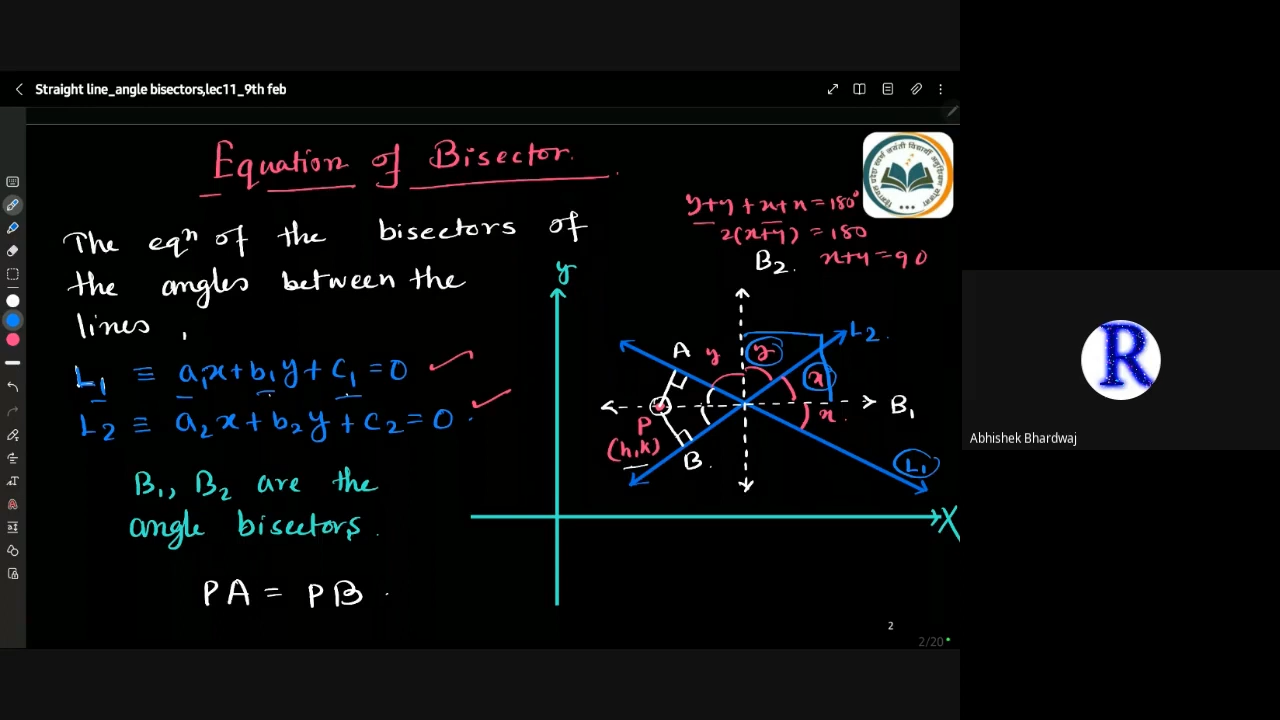 Straight line_angle bisectors,lec11_9th feb
Equation of Bisector.
y+y+x+x=180°
2(x+y) = 180
x+y=90
The eqⁿ of the bisectors of
the angles between the
lines,
L₁ ≡ a₁x+b₁y+c₁=0
L₂ ≡ a₂x+b₂y+c₂=0.
B₁, B₂ are the
angle bisectors.
PA = PB.
y
B₂.
L₂.
A
y
y
x
B₁
x
P
(h,k)
B.
L₁
X
2
2/20
R
Abhishek Bhardwaj